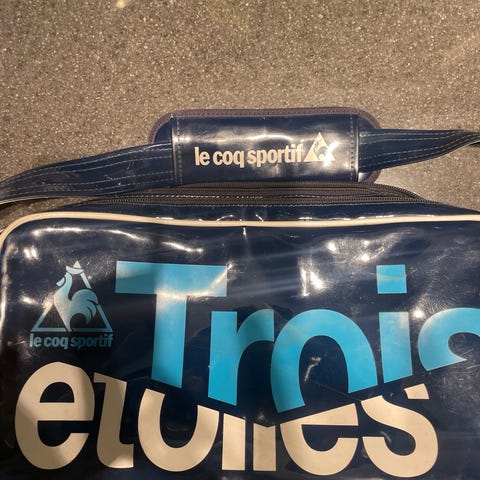 le coq sportif
le coq sportif
Trois
etoiles